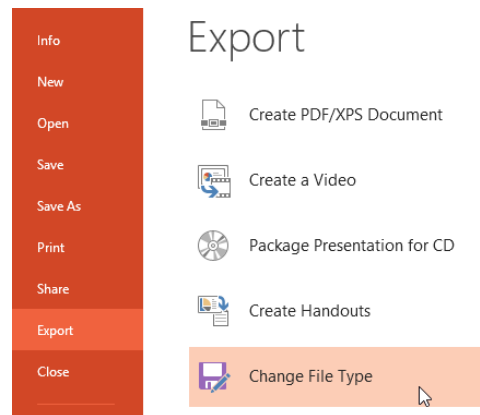 Info
New
Open
Save
Save As
Print
Share
Export
Close
Export
Create PDF/XPS Document
Create a Video
Package Presentation for CD
Create Handouts
Change File Type